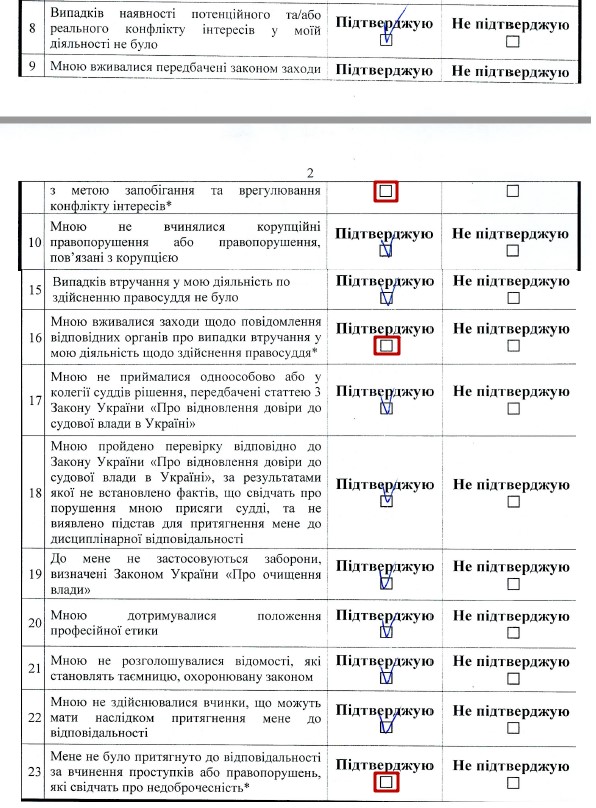 8 Випадків наявності потенційного та/або
реального конфлікту інтересів у моїй
діяльності не було
Підтверджую Не підтверджую
9 Мною вживалися передбачені законом заходи Підтверджую Не підтверджую
2
з метою запобігання та врегулювання
конфлікту інтересів*
10 Мною не вчинялися корупційні
правопорушення або правопорушення,
пов’язані з корупцією
Підтверджую Не підтверджую
15 Випадків втручання у мою діяльність по
здійсненню правосуддя не було
Підтверджую Не підтверджую
16 Мною вживалися заходи щодо повідомлення
відповідних органів про випадки втручання у
мою діяльність щодо здійснення правосуддя*
Підтверджую Не підтверджую
17 Мною не приймалися одноособово або у
колегії суддів рішення, передбачені статтею 3
Закону України «Про відновлення довіри до
судової влади в Україні»
Підтверджую Не підтверджую
18 Мною пройдено перевірку відповідно до
Закону України «Про відновлення довіри до
судової влади в Україні», за результатами
якої не встановлено фактів, що свідчать про
порушення мною присяги судді, та не
виявлено підстав для притягнення мене до
дисциплінарної відповідальності
Підтверджую Не підтверджую
19 До мене не застосовуються заборони,
визначені Законом України «Про очищення
влади»
Підтверджую Не підтверджую
20 Мною дотримувалися положення
професійної етики
Підтверджую Не підтверджую
21 Мною не розголошувалися відомості, які
становлять таємницю, охоронювану законом
Підтверджую Не підтверджую
22 Мною не здійснювалися вчинки, що можуть
мати наслідком притягнення мене до
відповідальності
Підтверджую Не підтверджую
23 Мене не було притягнуто до відповідальності
за вчинення проступків або правопорушень,
які свідчать про недоброчесність*
Підтверджую Не підтверджую